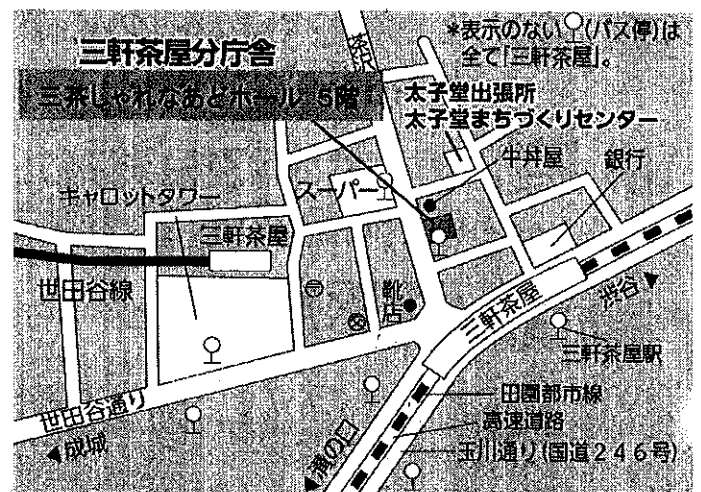 三軒茶屋分庁舎
三茶しゃれなあどホール 5階
茶沢
*表示のない (バス停)は
全て「三軒茶屋」。
太子堂出張所
太子堂まちづくりセンター
牛丼屋
銀行
キャロットタワー
スーパー
三軒茶屋
世田谷線
靴店
三軒茶屋
渋谷▶
三軒茶屋駅
世田谷通り
◀成城
田園都市線
高速道路
玉川通り(国道246号)
◀溝の口